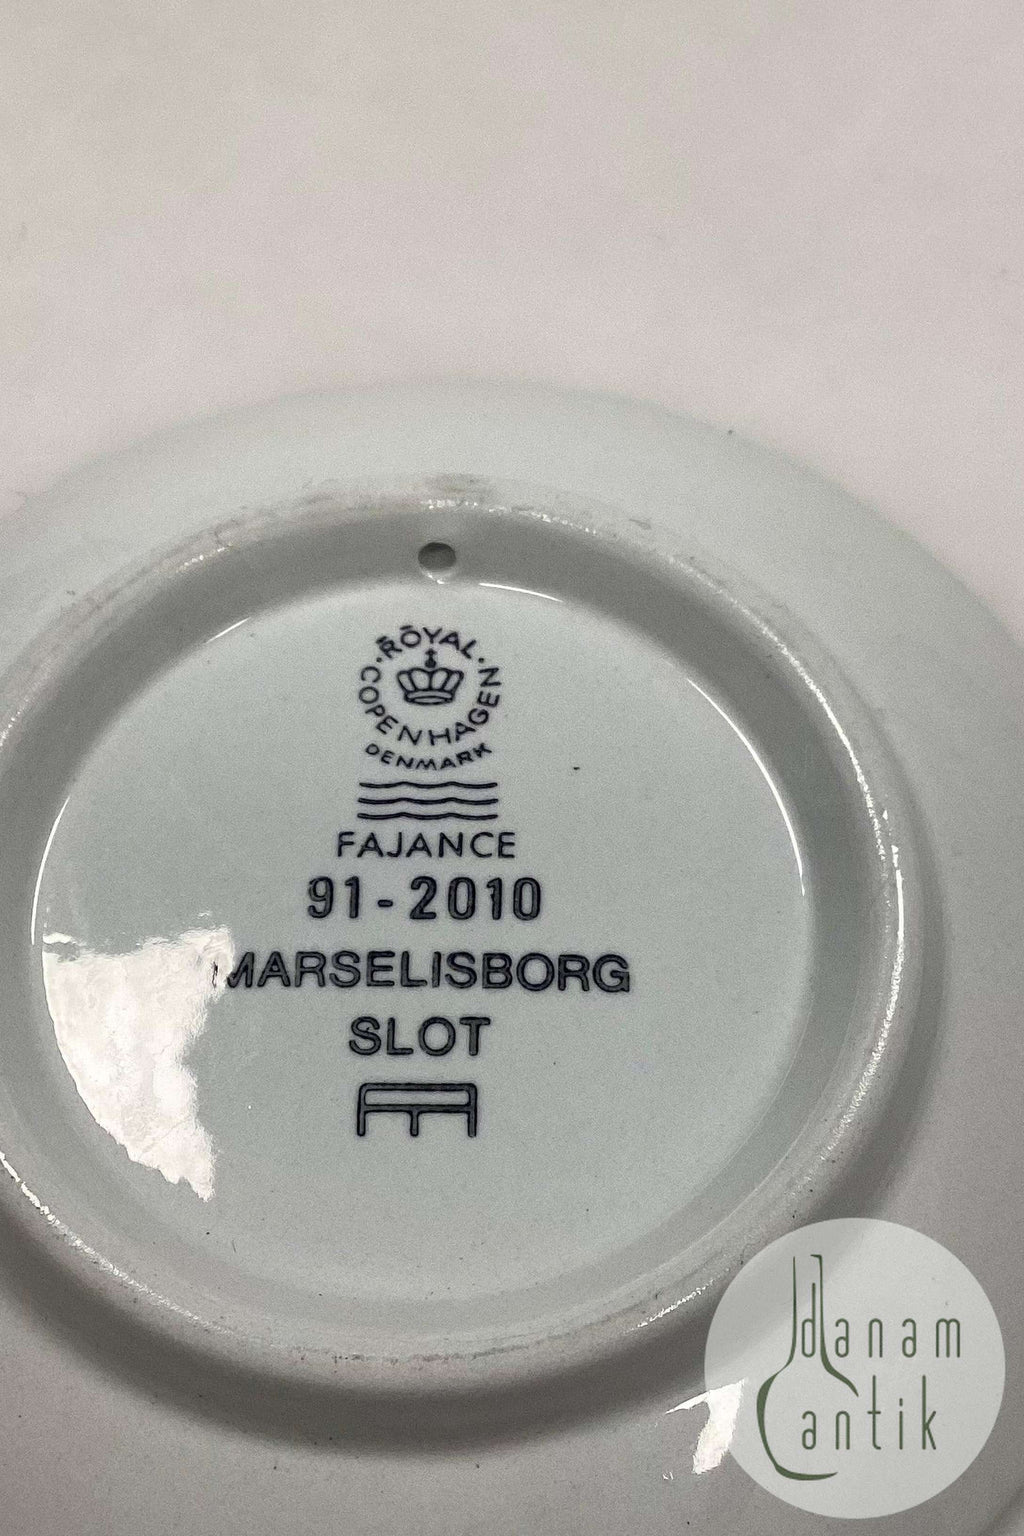 ROYAL
COPENHAGEN
DENMARK
FAJANCE
91-2010
MARSELISBORG
SLOT
danam
antik